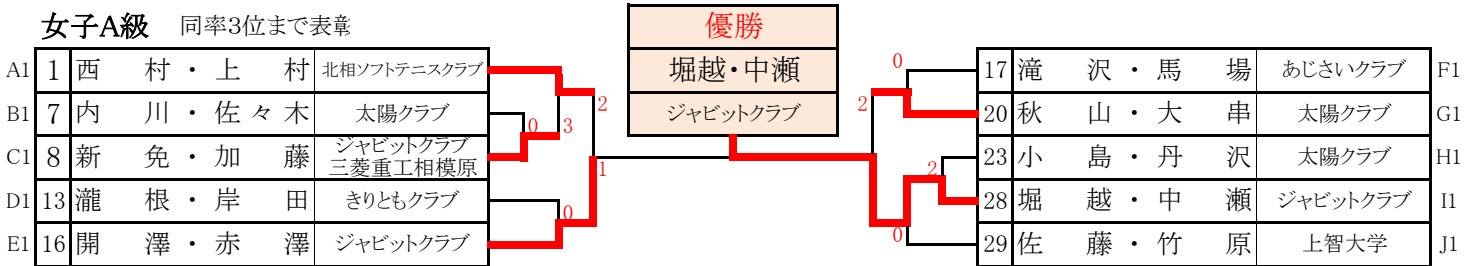 女子A級 同率3位まで表彰
優勝
堀越・中瀬
ジャビットクラブ
A1 1 西村・上村 北相ソフトテニスクラブ
B1 7 内川・佐々木 太陽クラブ
C1 8 新免・加藤 ジャビットクラブ
三菱重工相模原
D1 13 瀧根・岸田 きりともクラブ
E1 16 開澤・赤澤 ジャビットクラブ
0
3
2
0
1
17 滝沢・馬場 あじさいクラブ F1
20 秋山・大串 太陽クラブ G1
23 小島・丹沢 太陽クラブ H1
28 堀越・中瀬 ジャビットクラブ I1
29 佐藤・竹原 上智大学 J1
0
2
2
0